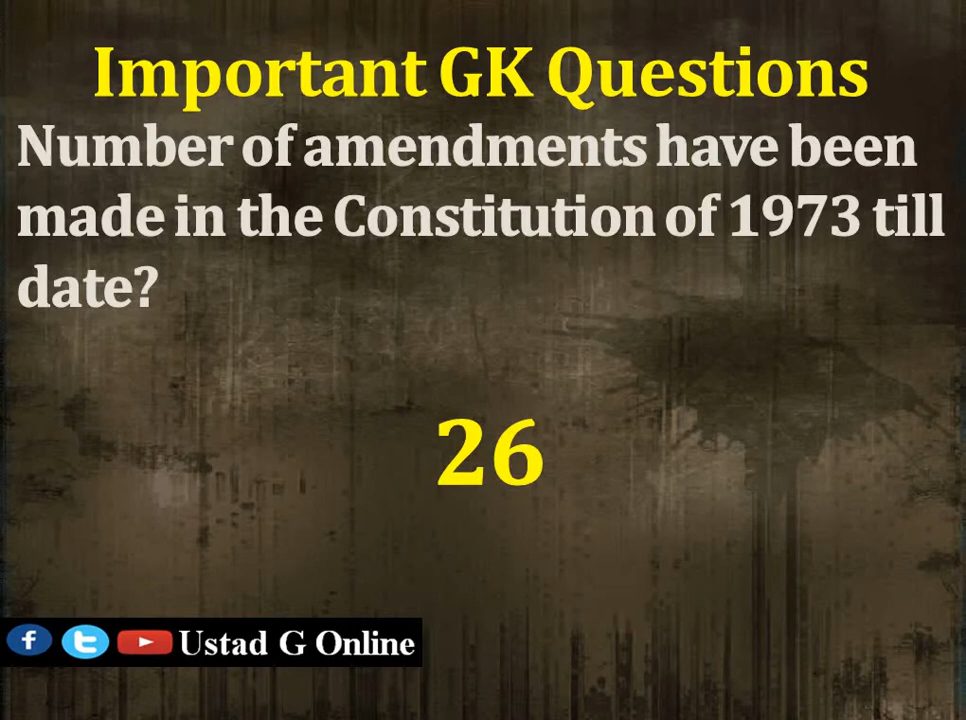 Important GK Questions
Number of amendments have been
made in the Constitution of 1973 till
date?
26
Ustad G Online